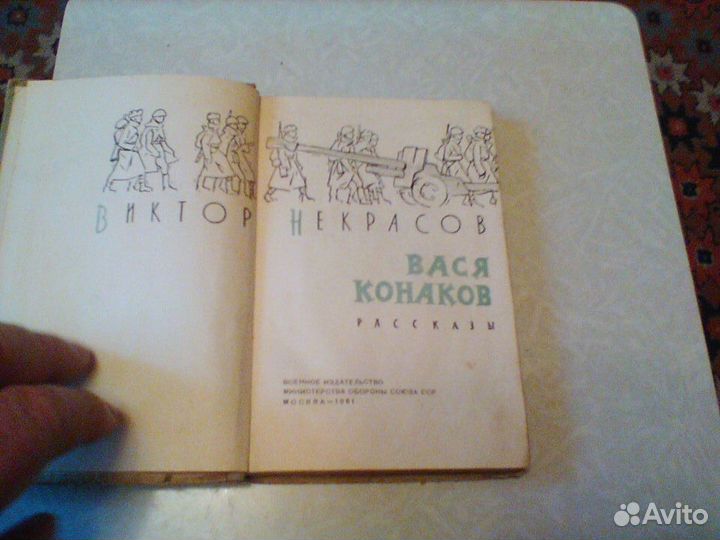 ВИКТОР НЕКРАСОВ
ВАСЯ
КОНАКОВ
РАССКАЗЫ
ВОЕННОЕ ИЗДАТЕЛЬСТВО
МИНИСТЕРСТВА ОБОРОНЫ СОЮЗА ССР
МОСКВА—1961
Avito